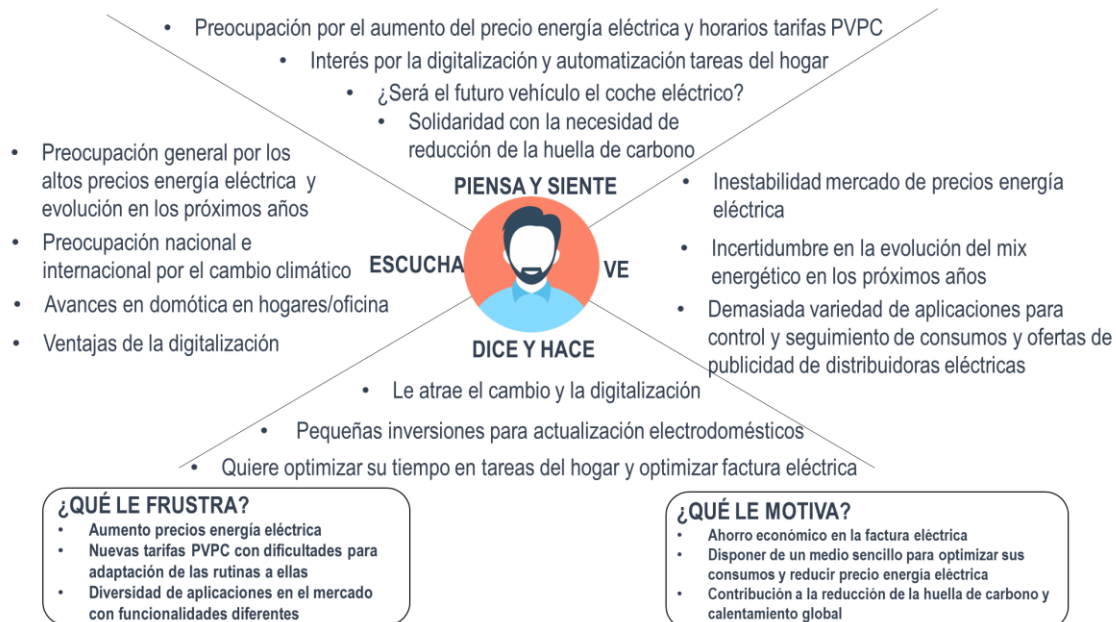 • Preocupación por el aumento del precio energía eléctrica y horarios tarifas PVPC
• Interés por la digitalización y automatización tareas del hogar
• ¿Será el futuro vehículo el coche eléctrico?
• Solidaridad con la necesidad de
reducción de la huella de carbono
PIENSA Y SIENTE
• Preocupación general por los
altos precios energía eléctrica y
evolución en los próximos años
• Preocupación nacional e
internacional por el cambio climático
• Avances en domótica en hogares/oficina
• Ventajas de la digitalización
ESCUCHA
VE
• Inestabilidad mercado de precios energía
eléctrica
• Incertidumbre en la evolución del mix
energético en los próximos años
• Demasiada variedad de aplicaciones para
control y seguimiento de consumos y ofertas de
publicidad de distribuidoras eléctricas
DICE Y HACE
• Le atrae el cambio y la digitalización
• Pequeñas inversiones para actualización electrodomésticos
• Quiere optimizar su tiempo en tareas del hogar y optimizar factura eléctrica
¿QUÉ LE FRUSTRA?
• Aumento precios energía eléctrica
• Nuevas tarifas PVPC con dificultades para
adaptación de las rutinas a ellas
• Diversidad de aplicaciones en el mercado
con funcionalidades diferentes
¿QUÉ LE MOTIVA?
• Ahorro económico en la factura eléctrica
• Disponer de un medio sencillo para optimizar sus
consumos y reducir precio energía eléctrica
• Contribución a la reducción de la huella de carbono y
calentamiento global